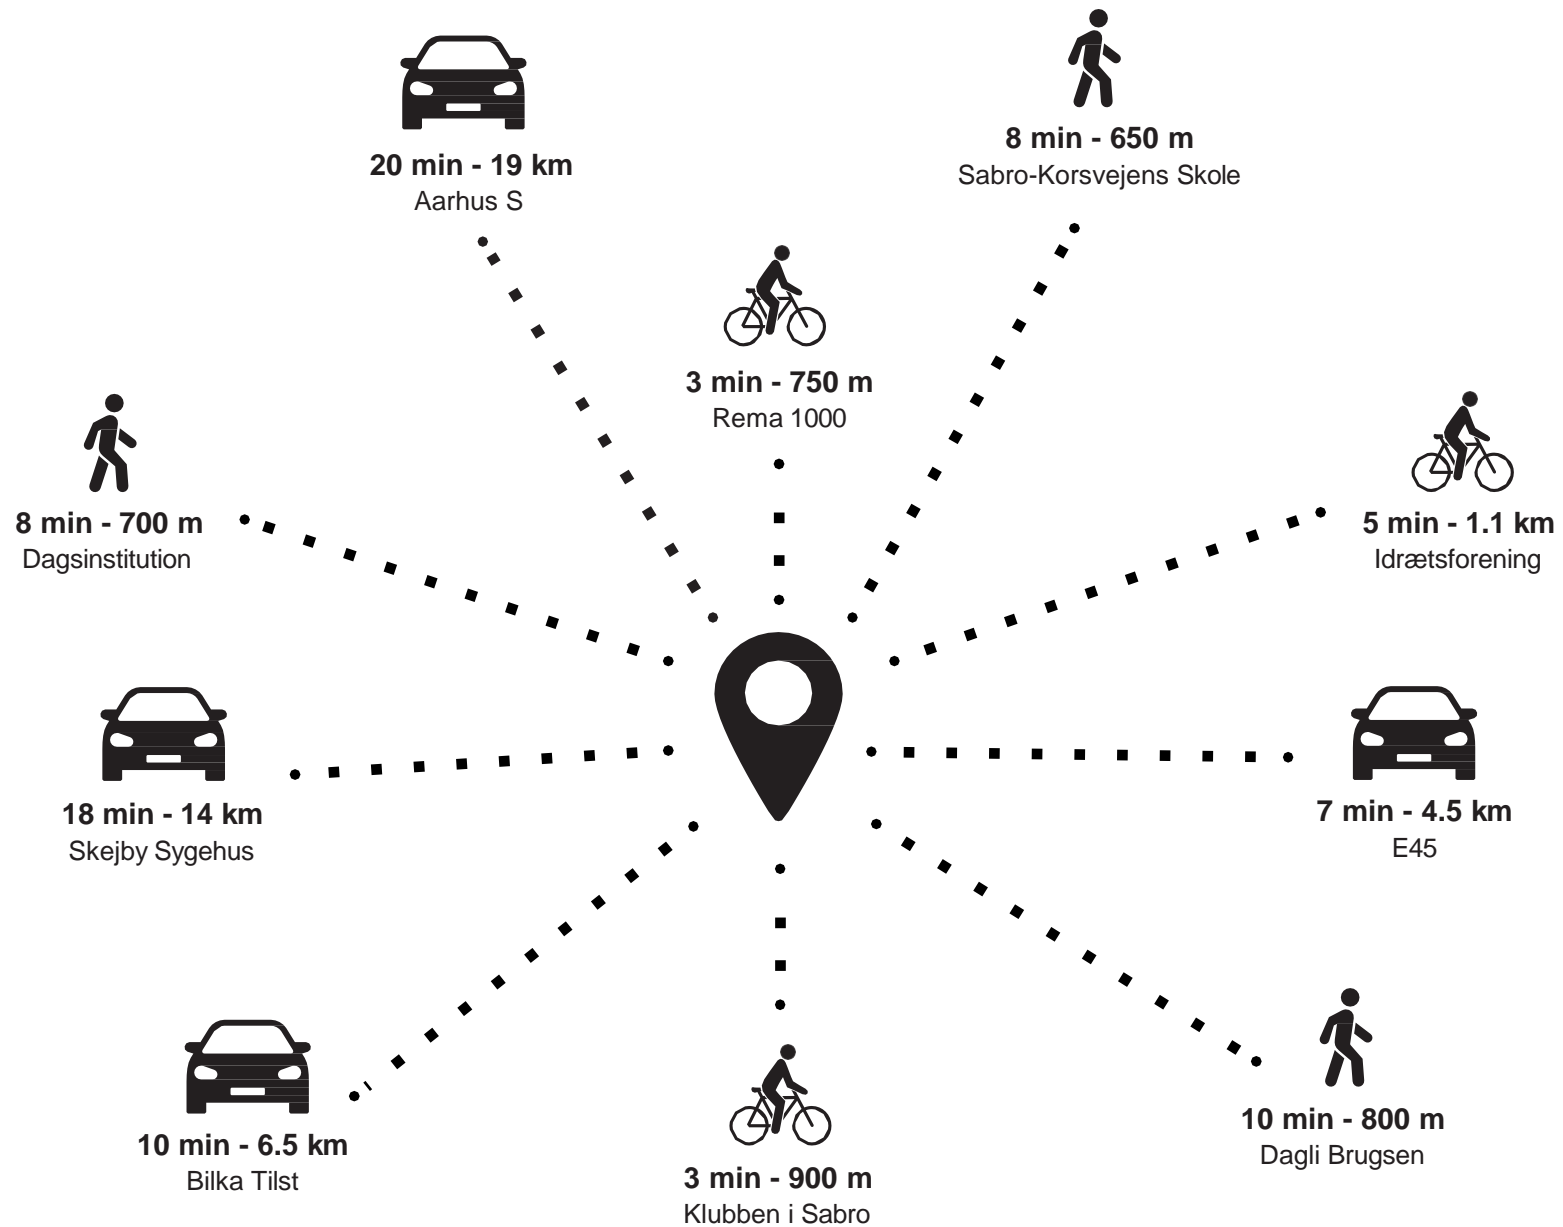 20 min - 19 km
Aarhus S
8 min - 650 m
Sabro-Korsvejens Skole
3 min - 750 m
Rema 1000
8 min - 700 m
Dagsinstitution
5 min - 1.1 km
Idrætsforening
18 min - 14 km
Skejby Sygehus
7 min - 4.5 km
E45
10 min - 6.5 km
Bilka Tilst
3 min - 900 m
Klubben i Sabro
10 min - 800 m
Dagli Brugsen